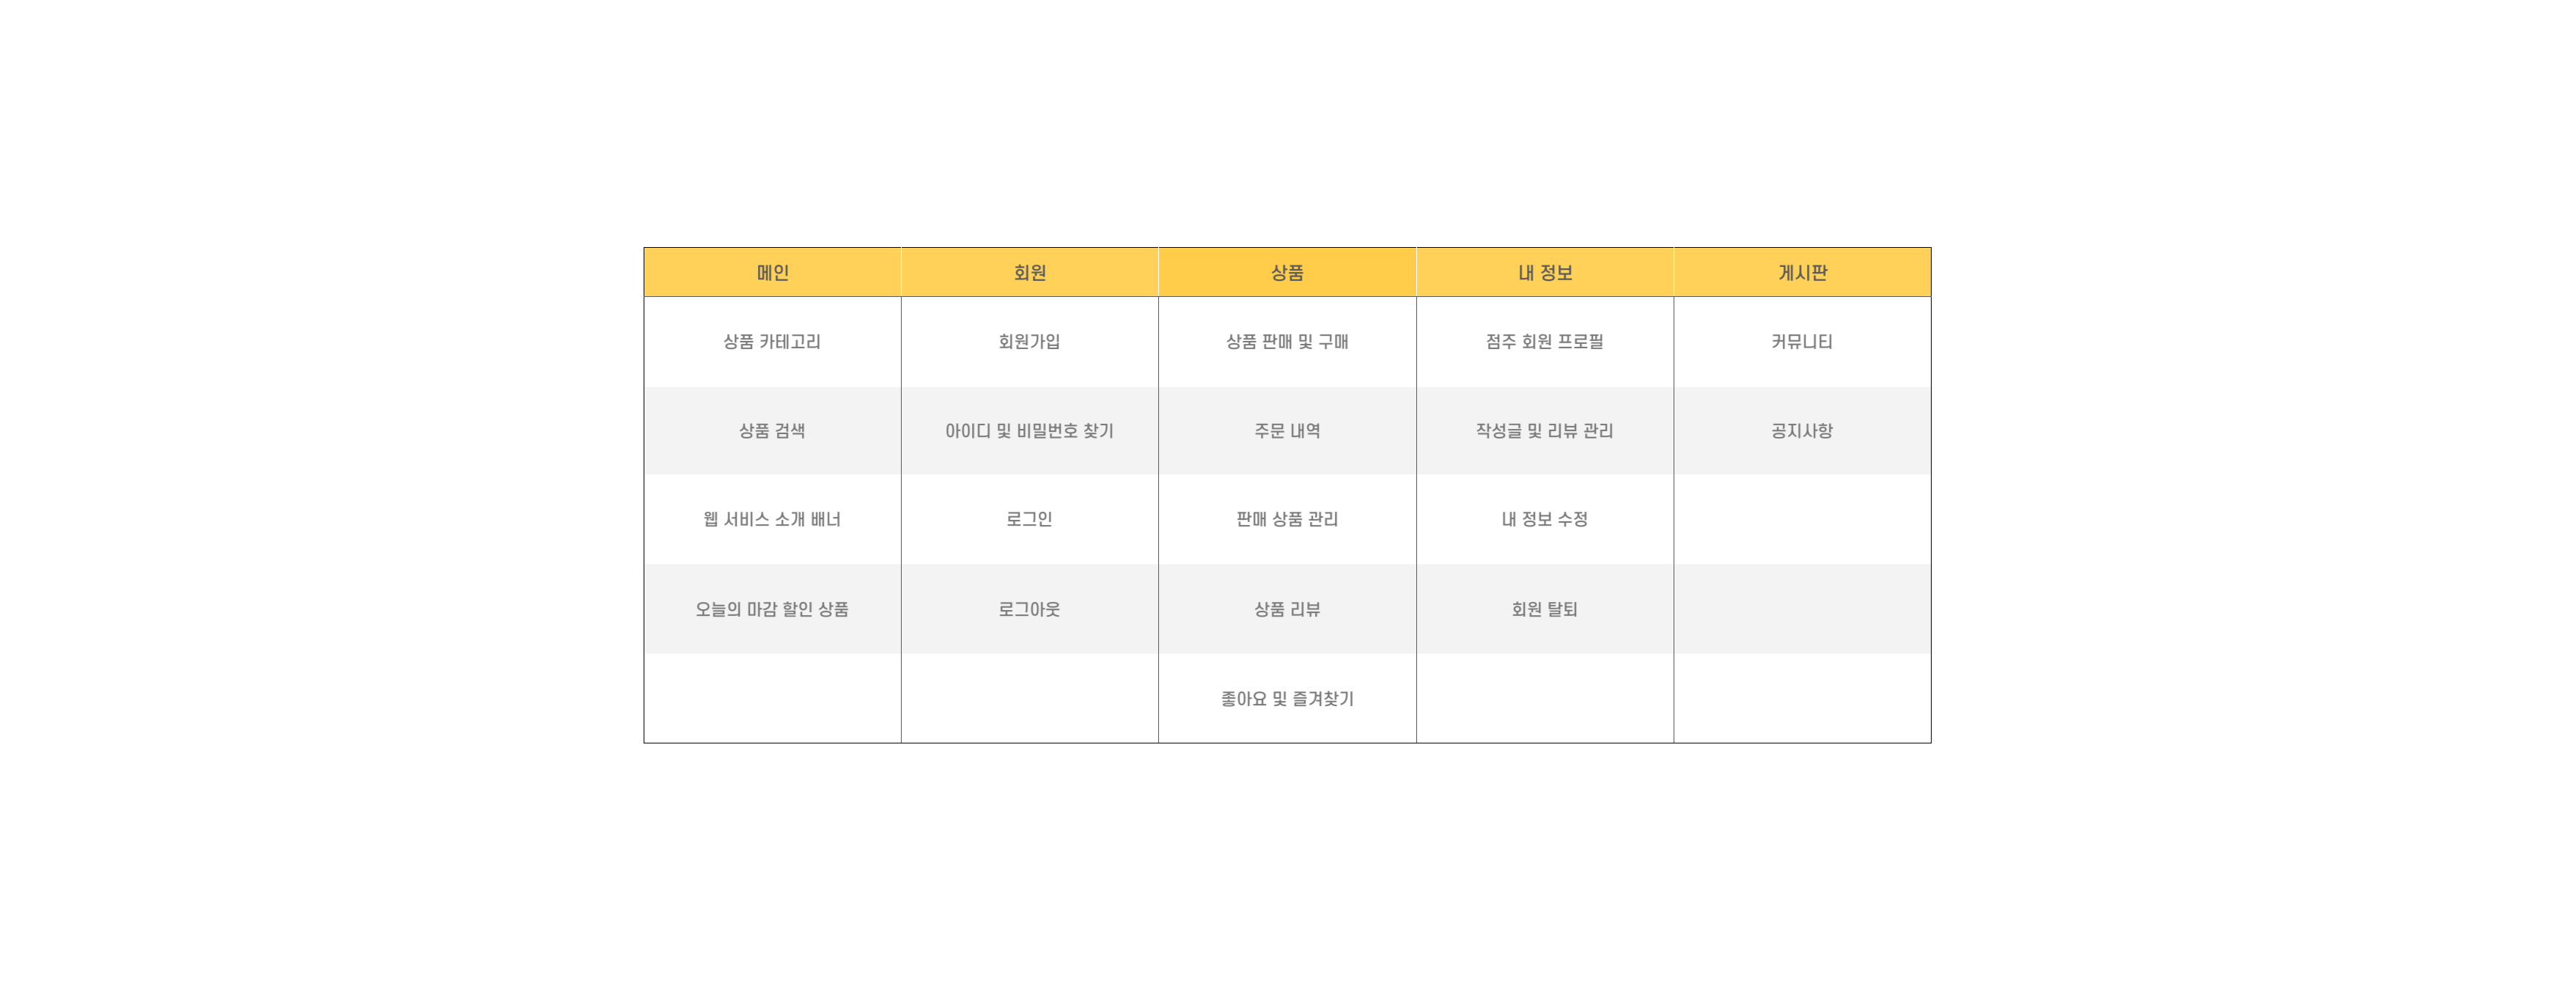 메인 회원 상품 내 정보 게시판
상품 카테고리 회원가입 상품 판매 및 구매 점주 회원 프로필 커뮤니티
상품 검색 아이디 및 비밀번호 찾기 주문 내역 작성글 및 리뷰 관리 공지사항
웹 서비스 소개 배너 로그인 판매 상품 관리 내 정보 수정
오늘의 마감 할인 상품 로그아웃 상품 리뷰 회원 탈퇴
좋아요 및 즐겨찾기